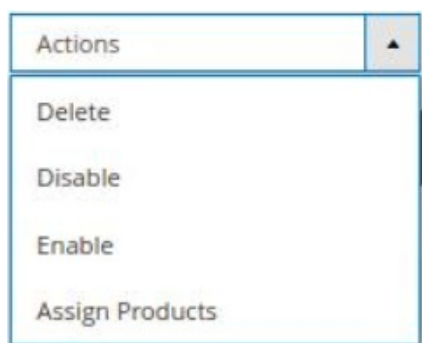 Actions
Delete
Disable
Enable
Assign Products